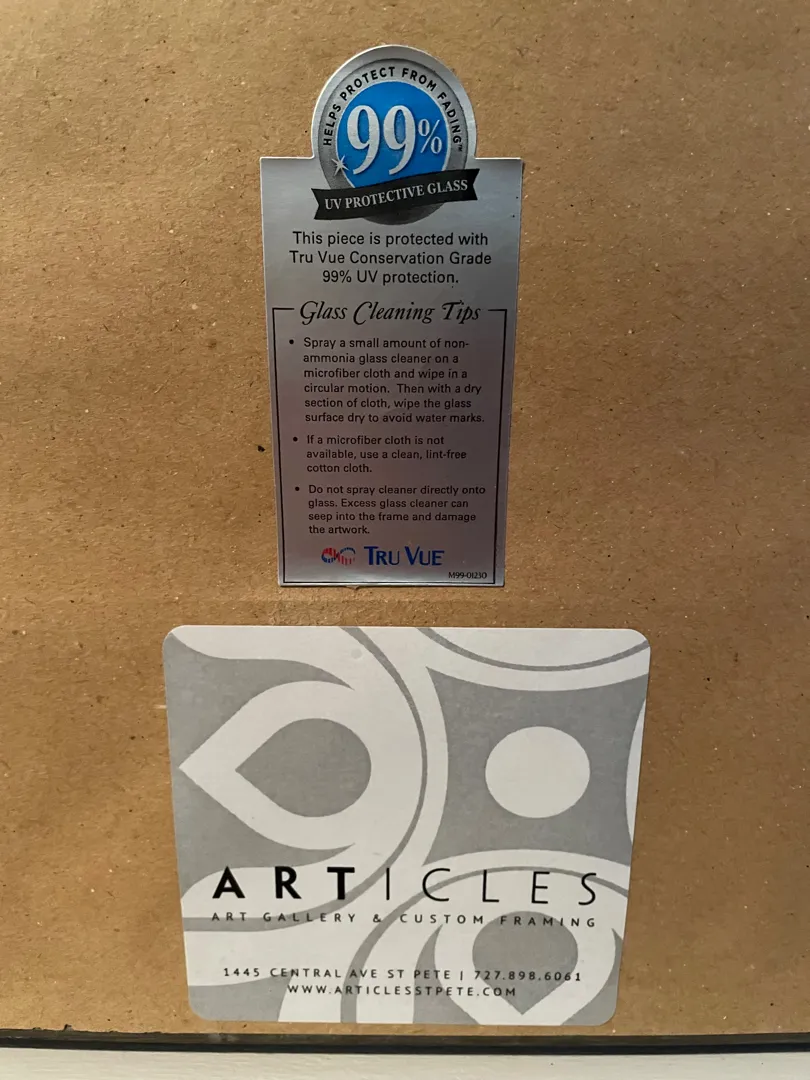 HELPS PROTECT FROM FADING™
99%
UV PROTECTIVE GLASS
This piece is protected with
Tru Vue Conservation Grade
99% UV protection.
Glass Cleaning Tips
• Spray a small amount of non-
ammonia glass cleaner on a
microfiber cloth and wipe in a
circular motion. Then with a dry
section of cloth, wipe the glass
surface dry to avoid water marks.
• If a microfiber cloth is not
available, use a clean, lint-free
cotton cloth.
• Do not spray cleaner directly onto
glass. Excess glass cleaner can
seep into the frame and damage
the artwork.
TRU VUE
M99-01230
ARTICLES
ART GALLERY & CUSTOM FRAMING
1445 CENTRAL AVE ST PETE | 727.898.6061
WWW.ARTICLESSTPETE.COM